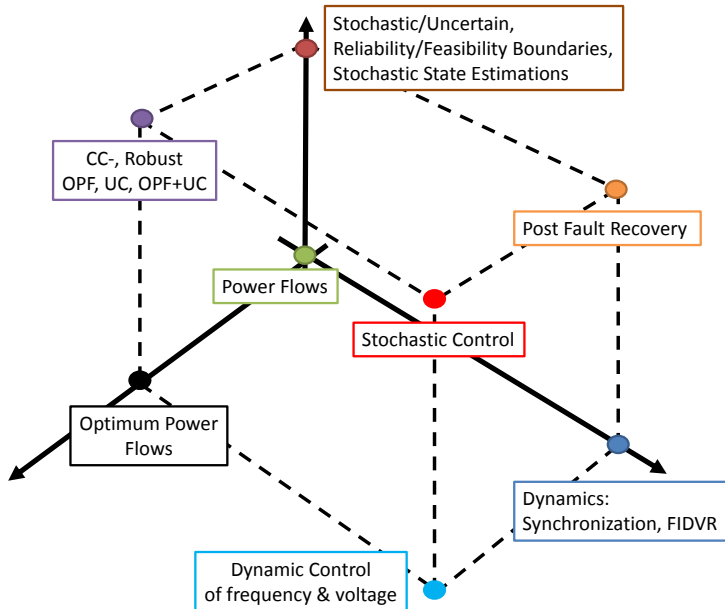 Stochastic/Uncertain,
Reliability/Feasibility Boundaries,
Stochastic State Estimations
CC-, Robust
OPF, UC, OPF+UC
Post Fault Recovery
Power Flows
Stochastic Control
Optimum Power
Flows
Dynamics:
Synchronization, FIDVR
Dynamic Control
of frequency & voltage